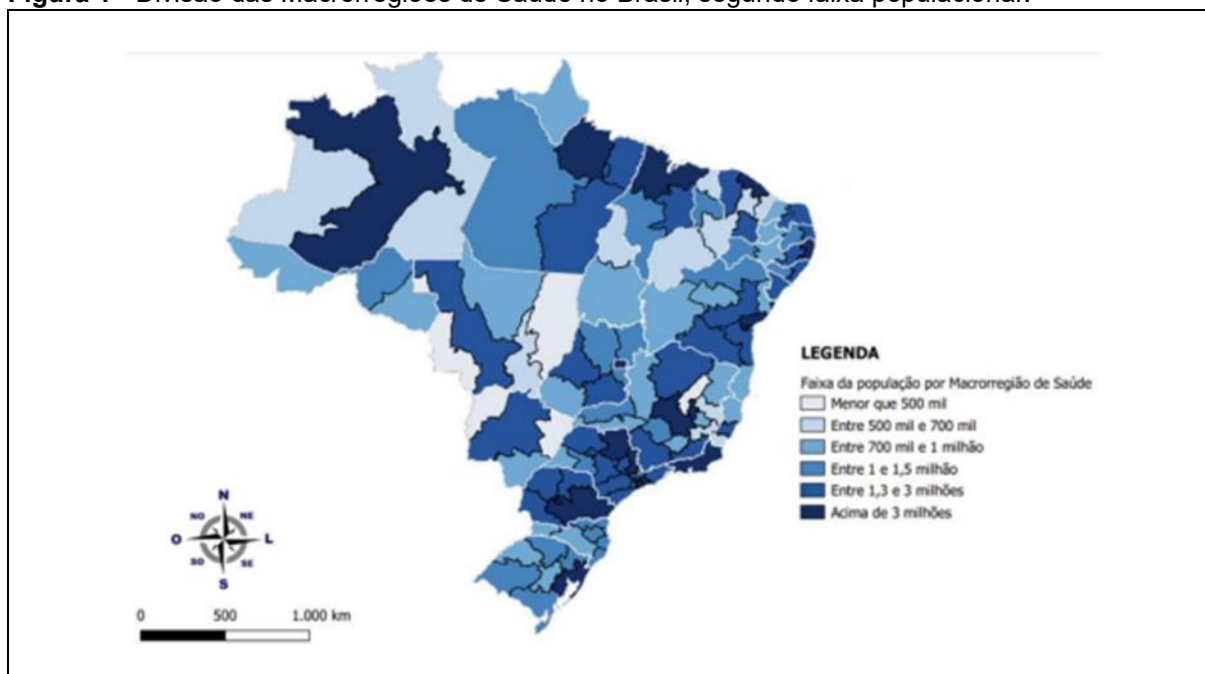 Figura 1 - Divisão das Macrorregiões de Saúde no Brasil, segundo faixa populacional.
LEGENDA
Faixa da população por Macrorregião de Saúde
Menor que 500 mil
Entre 500 mil e 700 mil
Entre 700 mil e 1 milhão
Entre 1 e 1,5 milhão
Entre 1,3 e 3 milhões
Acima de 3 milhões
N
NO NE
O L
SO SE
S
0 500 1.000 km